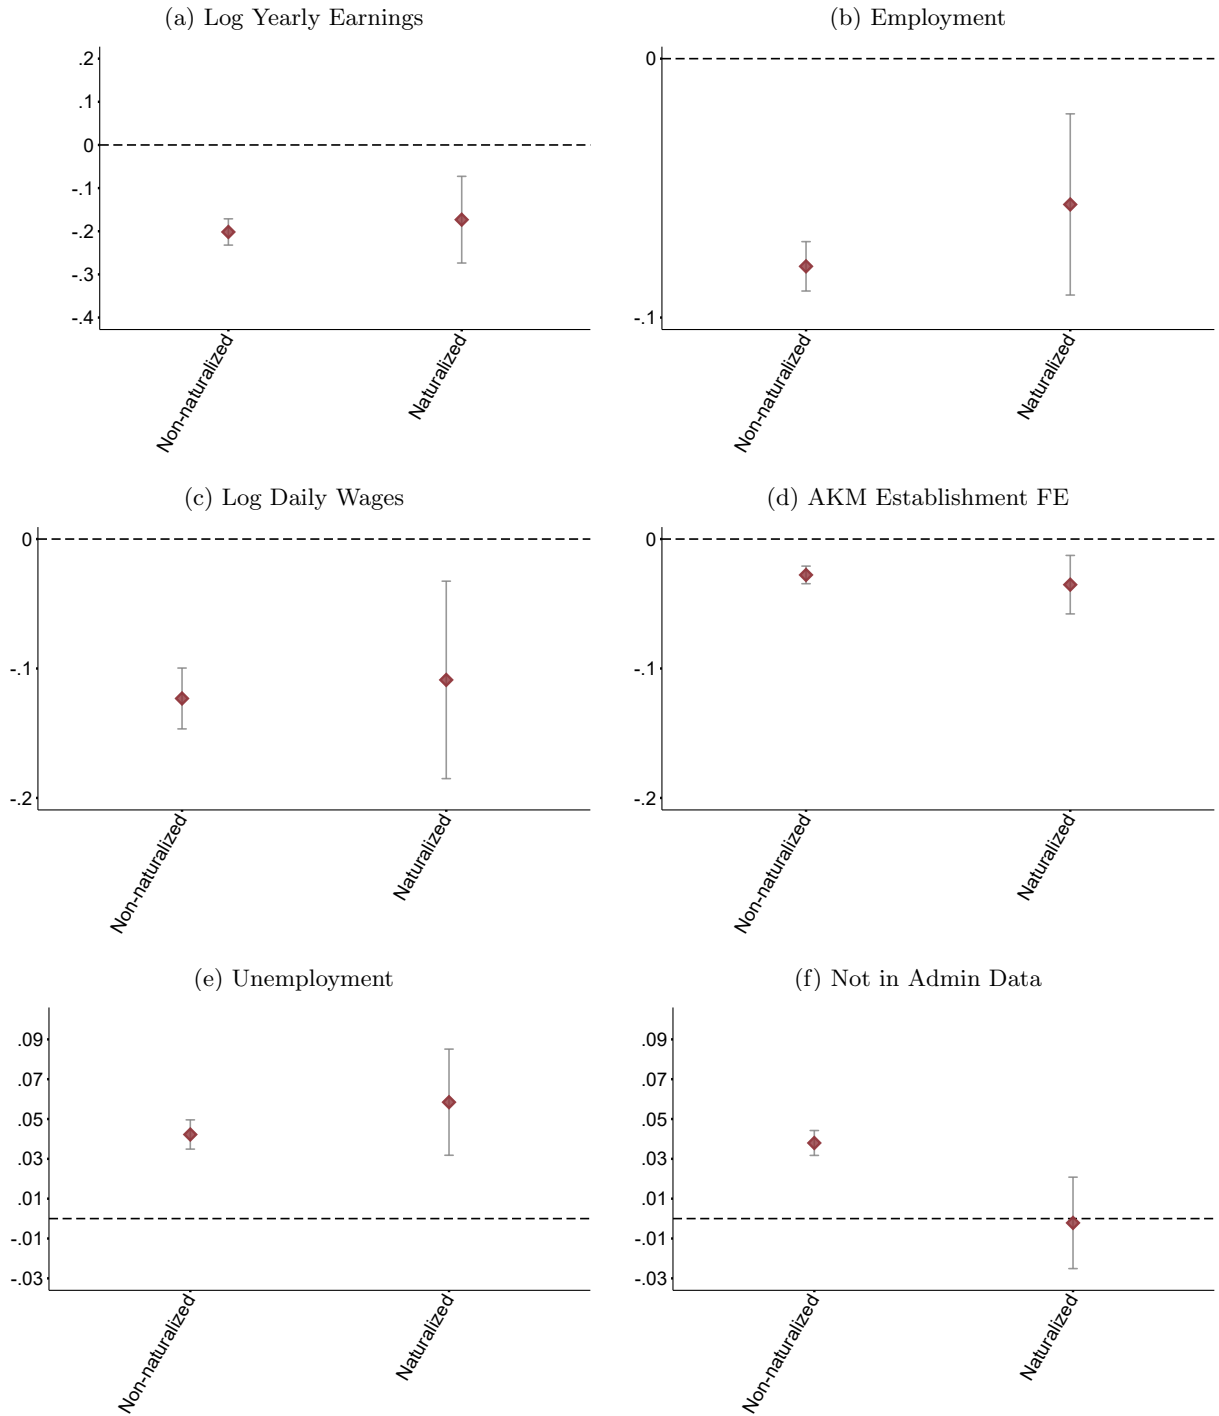 (a) Log Yearly Earnings
.2
.1
0
-.1
-.2
-.3
-.4
Non-naturalized
Naturalized
(b) Employment
0
-.1
Non-naturalized
Naturalized
(c) Log Daily Wages
0
-.1
-.2
Non-naturalized
Naturalized
(d) AKM Establishment FE
0
-.1
-.2
Non-naturalized
Naturalized
(e) Unemployment
.09
.07
.05
.03
.01
-.01
-.03
Non-naturalized
Naturalized
(f) Not in Admin Data
.09
.07
.05
.03
.01
-.01
-.03
Non-naturalized
Naturalized